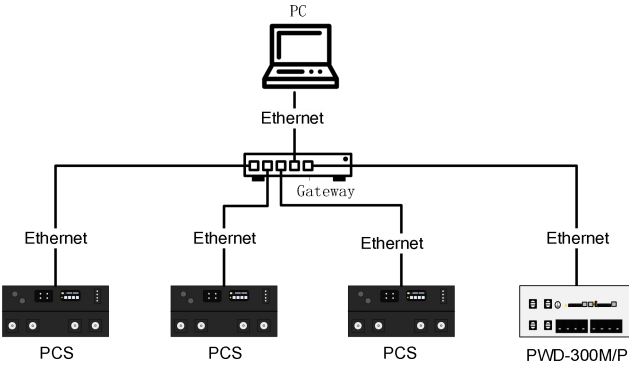 PC
Ethernet
Gateway
Ethernet
Ethernet
Ethernet
Ethernet
PCS
PCS
PCS
PWD-300M/P